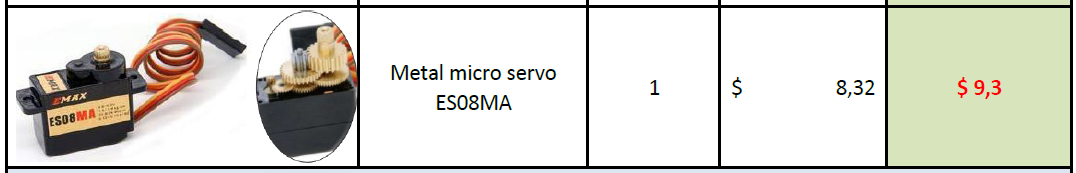 EMAX
ES08MA
Metal micro servo
ES08MA
1
$ 8,32
$ 9,3